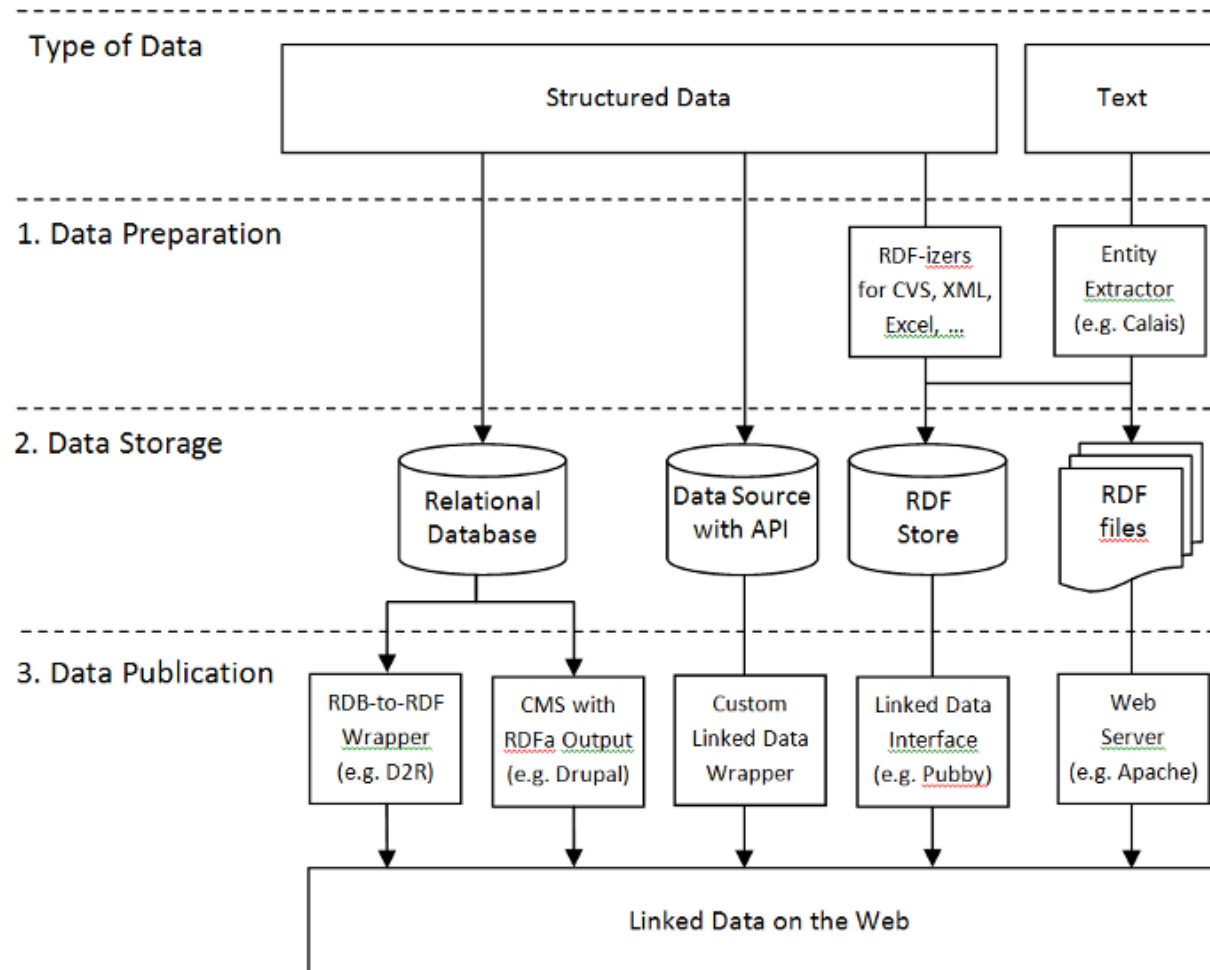 Type of Data
Structured Data
Text
1. Data Preparation
RDF-izers
for CVS, XML,
Excel, ...
Entity
Extractor
(e.g. Calais)
2. Data Storage
Relational
Database
Data Source
with API
RDF
Store
RDF
files
3. Data Publication
RDB-to-RDF
Wrapper
(e.g. D2R)
CMS with
RDFa Output
(e.g. Drupal)
Custom
Linked Data
Wrapper
Linked Data
Interface
(e.g. Pubby)
Web
Server
(e.g. Apache)
Linked Data on the Web